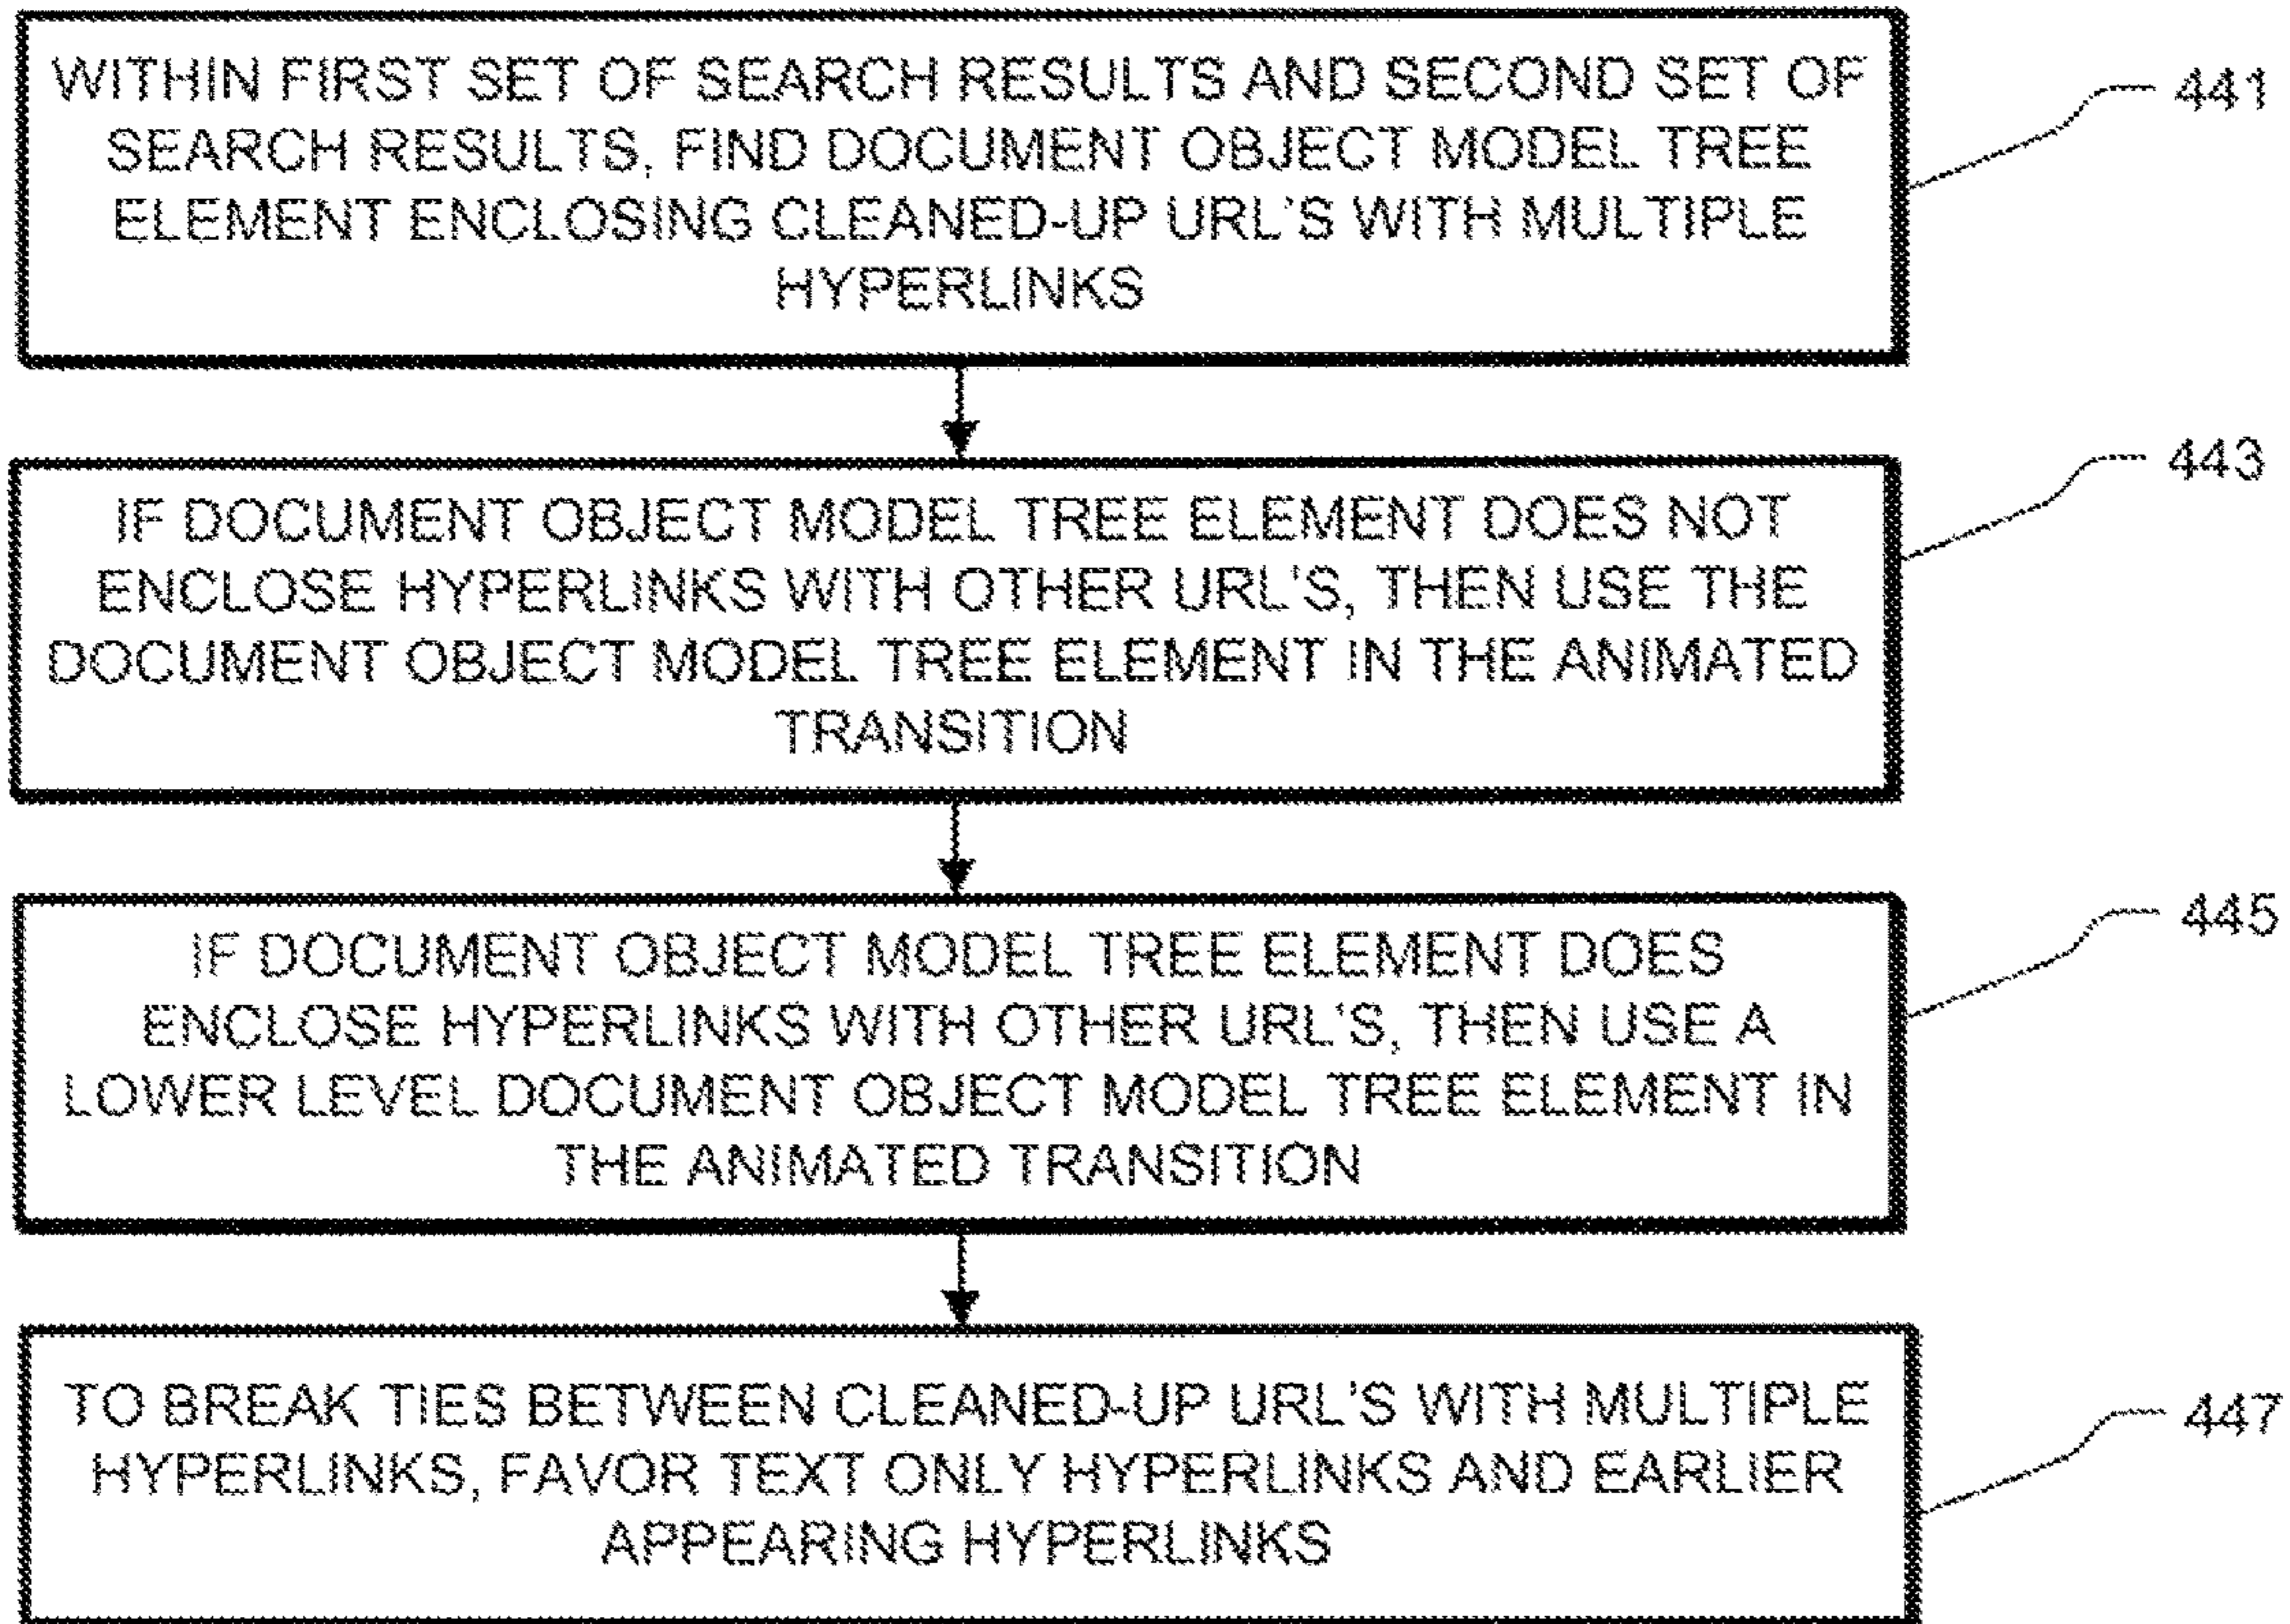 WITHIN FIRST SET OF SEARCH RESULTS AND SECOND SET OF
SEARCH RESULTS, FIND DOCUMENT OBJECT MODEL TREE
ELEMENT ENCLOSING CLEANED-UP URL'S WITH MULTIPLE
HYPERLINKS
441
IF DOCUMENT OBJECT MODEL TREE ELEMENT DOES NOT
ENCLOSE HYPERLINKS WITH OTHER URL'S, THEN USE THE
DOCUMENT OBJECT MODEL TREE ELEMENT IN THE ANIMATED
TRANSITION
443
IF DOCUMENT OBJECT MODEL TREE ELEMENT DOES
ENCLOSE HYPERLINKS WITH OTHER URL'S, THEN USE A
LOWER LEVEL DOCUMENT OBJECT MODEL TREE ELEMENT IN
THE ANIMATED TRANSITION
445
TO BREAK TIES BETWEEN CLEANED-UP URL'S WITH MULTIPLE
HYPERLINKS, FAVOR TEXT ONLY HYPERLINKS AND EARLIER
APPEARING HYPERLINKS
447